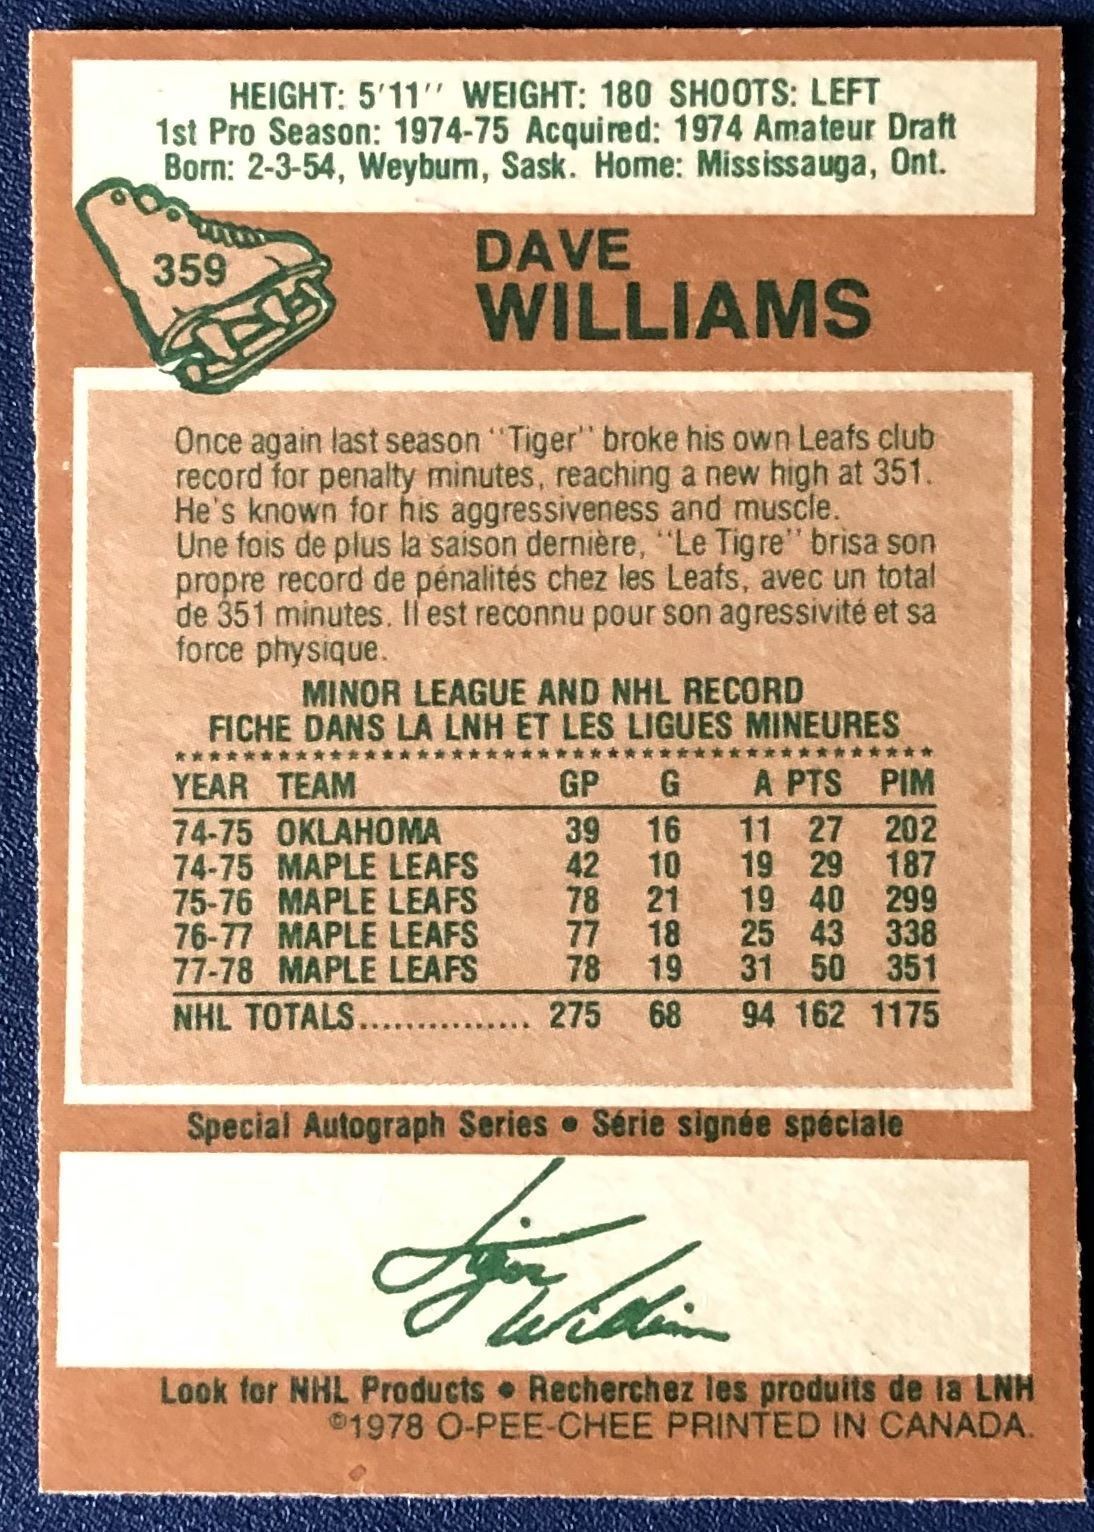 HEIGHT: 5'11'' WEIGHT: 180 SHOOTS: LEFT
1st Pro Season: 1974-75 Acquired: 1974 Amateur Draft
Born: 2-3-54, Weyburn, Sask. Home: Mississauga, Ont.
359
DAVE
WILLIAMS
Once again last season ''Tiger'' broke his own Leafs club
record for penalty minutes, reaching a new high at 351.
He's known for his aggressiveness and muscle.
Une fois de plus la saison dernière, ''Le Tigre'' brisa son
propre record de pénalités chez les Leafs, avec un total
de 351 minutes. Il est reconnu pour son agressivité et sa
force physique.
MINOR LEAGUE AND NHL RECORD
FICHE DANS LA LNH ET LES LIGUES MINEURES
YEAR TEAM GP G A PTS PIM
74-75 OKLAHOMA 39 16 11 27 202
74-75 MAPLE LEAFS 42 10 19 29 187
75-76 MAPLE LEAFS 78 21 19 40 299
76-77 MAPLE LEAFS 77 18 25 43 338
77-78 MAPLE LEAFS 78 19 31 50 351
NHL TOTALS............... 275 68 94 162 1175
Special Autograph Series • Série signée spéciale
Tiger
Williams
Look for NHL Products • Recherchez les produits de la LNH
©1978 O-PEE-CHEE PRINTED IN CANADA.